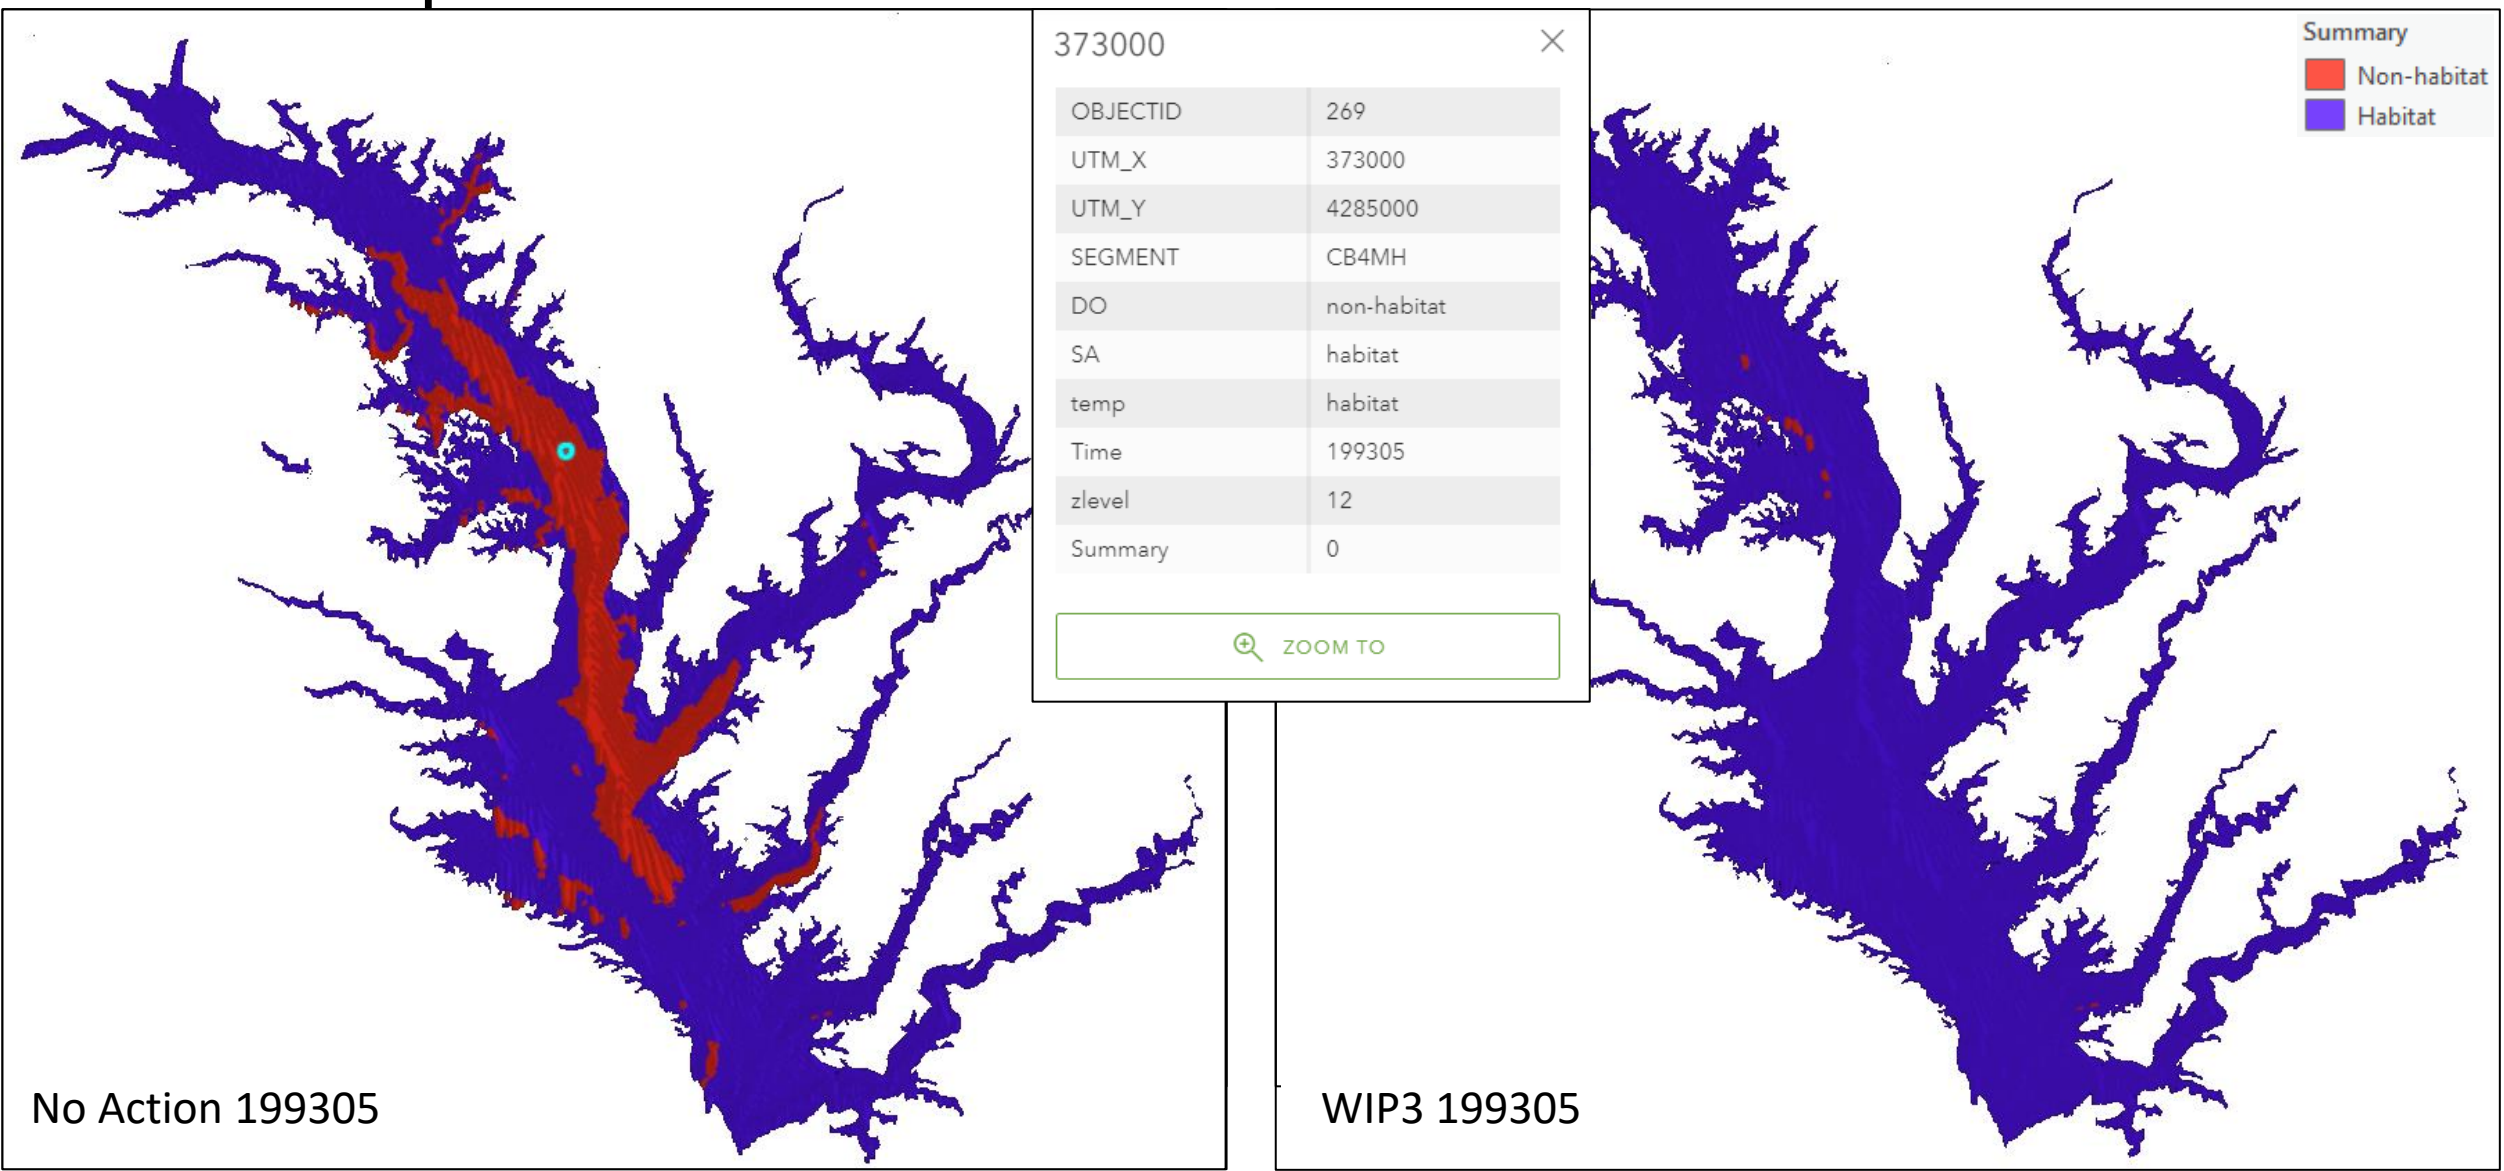 373000
OBJECTID 269
UTM_X 373000
UTM_Y 4285000
SEGMENT CB4MH
DO non-habitat
SA habitat
temp habitat
Time 199305
zlevel 12
Summary 0
ZOOM TO
Summary
Non-habitat
Habitat
No Action 199305
WIP3 199305